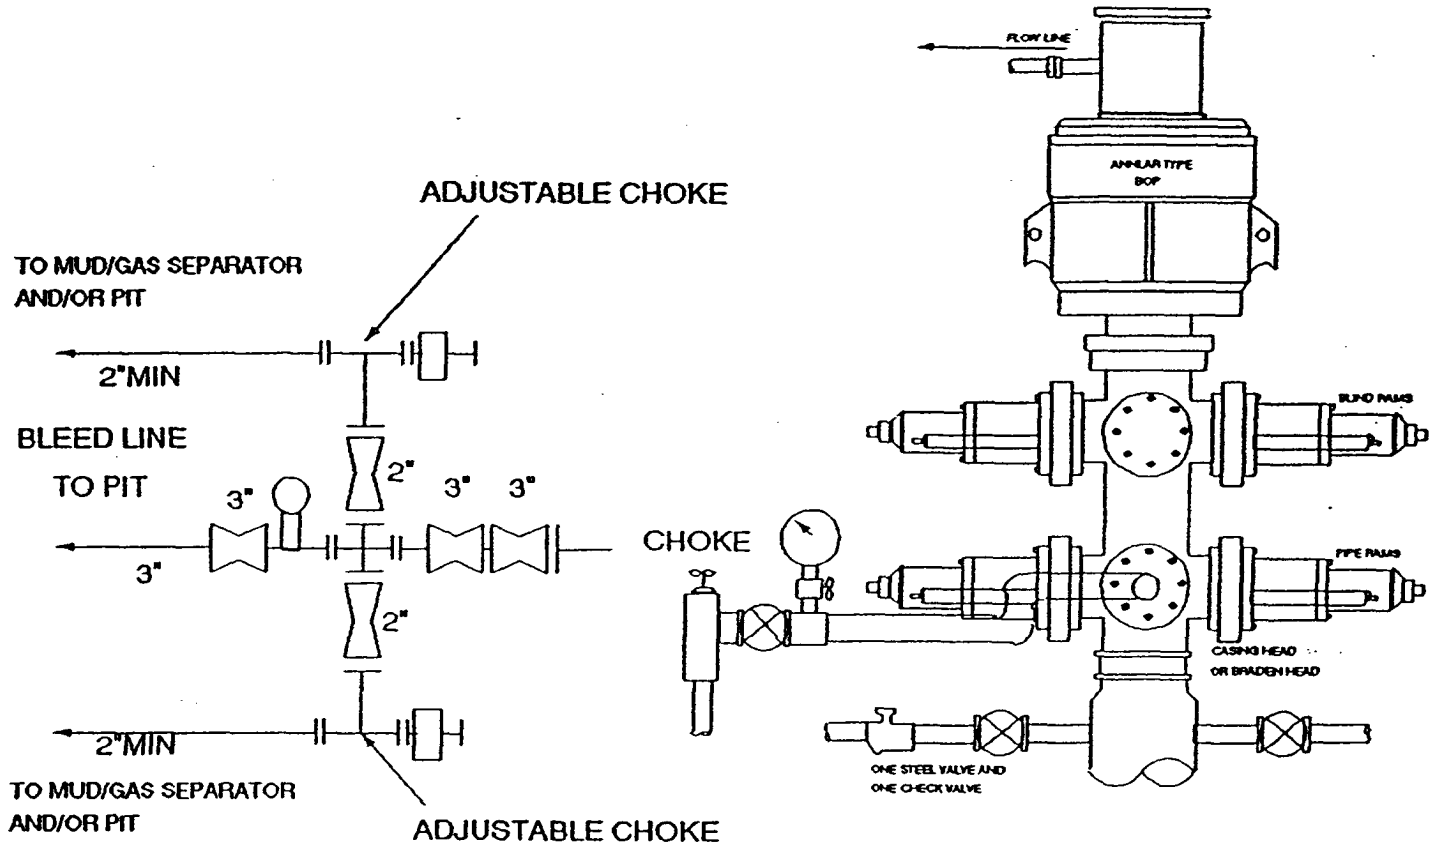 FLOW LINE
ANNLAR TYPE
BOP
ADJUSTABLE CHOKE
TO MUD/GAS SEPARATOR
AND/OR PIT
2"MIN
BLEED LINE
TO PIT
2"
3"
3"
3"
3"
2"
CHOKE
BLIND RAMS
PIPE RAMS
CASING HEAD
OR BRADEN HEAD
2"MIN
ONE STEEL VALVE AND
ONE CHECK VALVE
TO MUD/GAS SEPARATOR
AND/OR PIT
ADJUSTABLE CHOKE